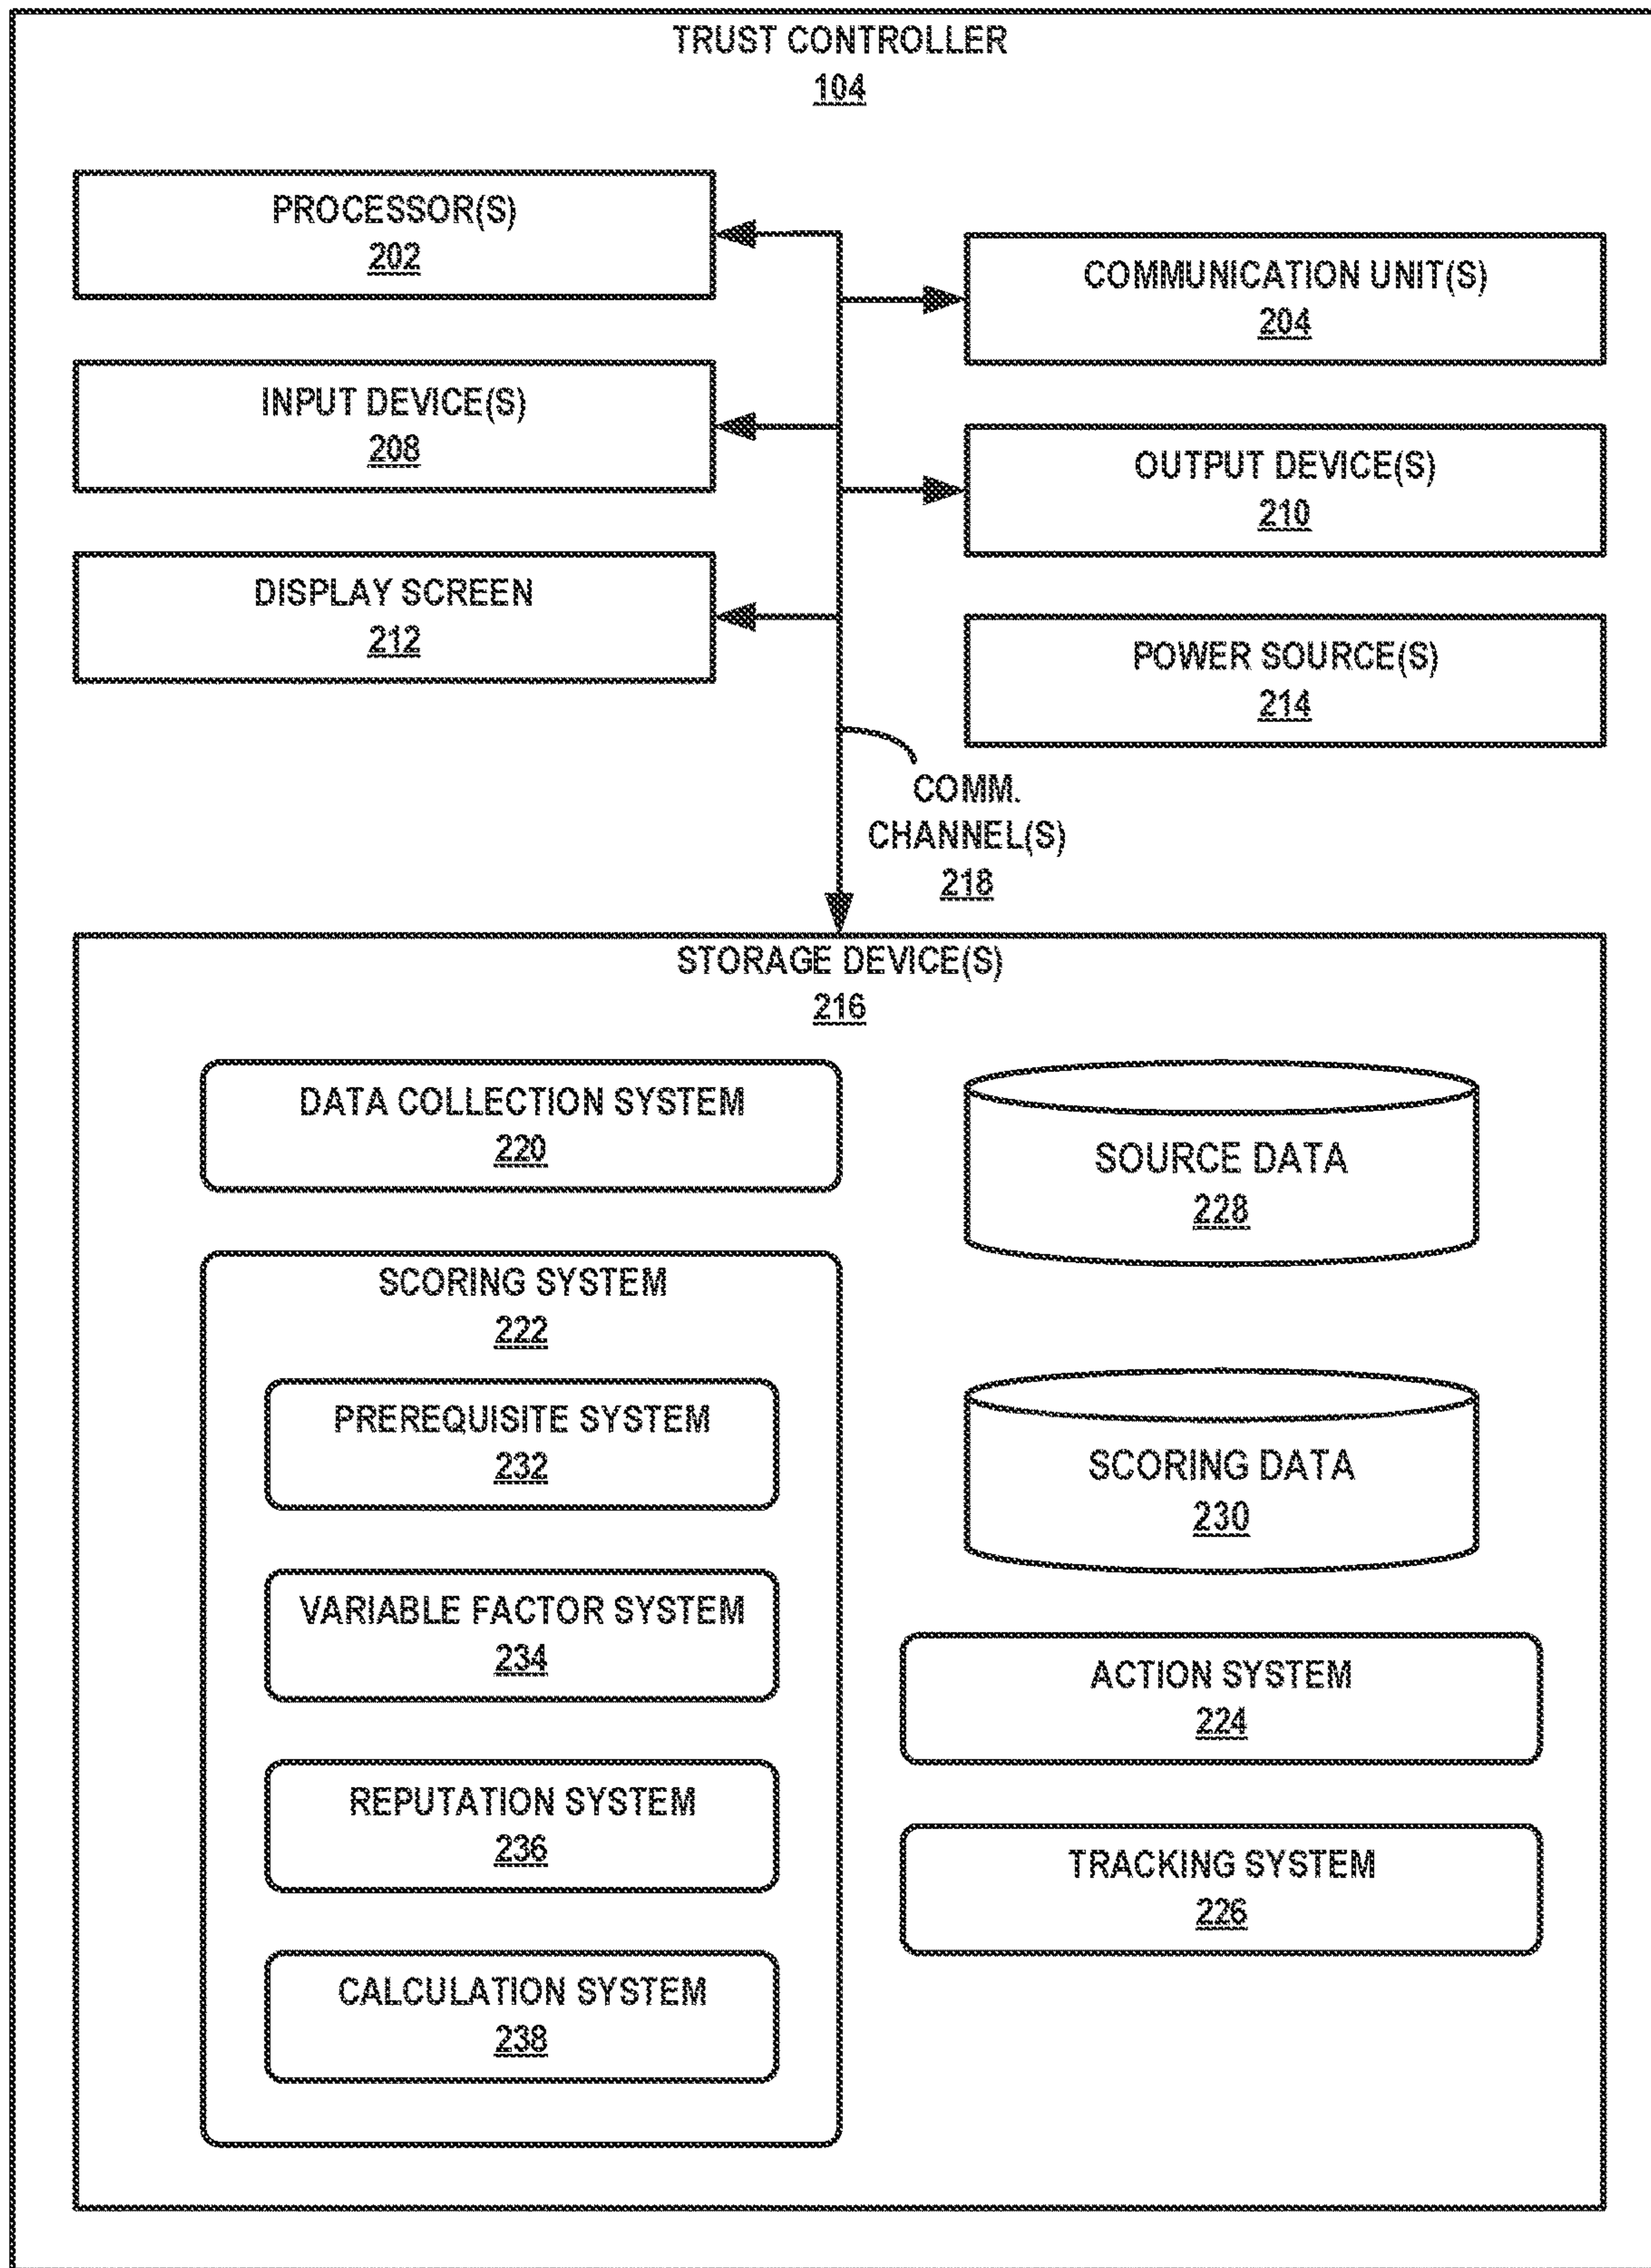 TRUST CONTROLLER
104
PROCESSOR(S)
202
COMMUNICATION UNIT(S)
204
INPUT DEVICE(S)
208
OUTPUT DEVICE(S)
210
DISPLAY SCREEN
212
POWER SOURCE(S)
214
COMM.
CHANNEL(S)
218
STORAGE DEVICE(S)
216
DATA COLLECTION SYSTEM
220
SOURCE DATA
228
SCORING SYSTEM
222
PREREQUISITE SYSTEM
232
SCORING DATA
230
VARIABLE FACTOR SYSTEM
234
ACTION SYSTEM
224
REPUTATION SYSTEM
236
TRACKING SYSTEM
226
CALCULATION SYSTEM
238